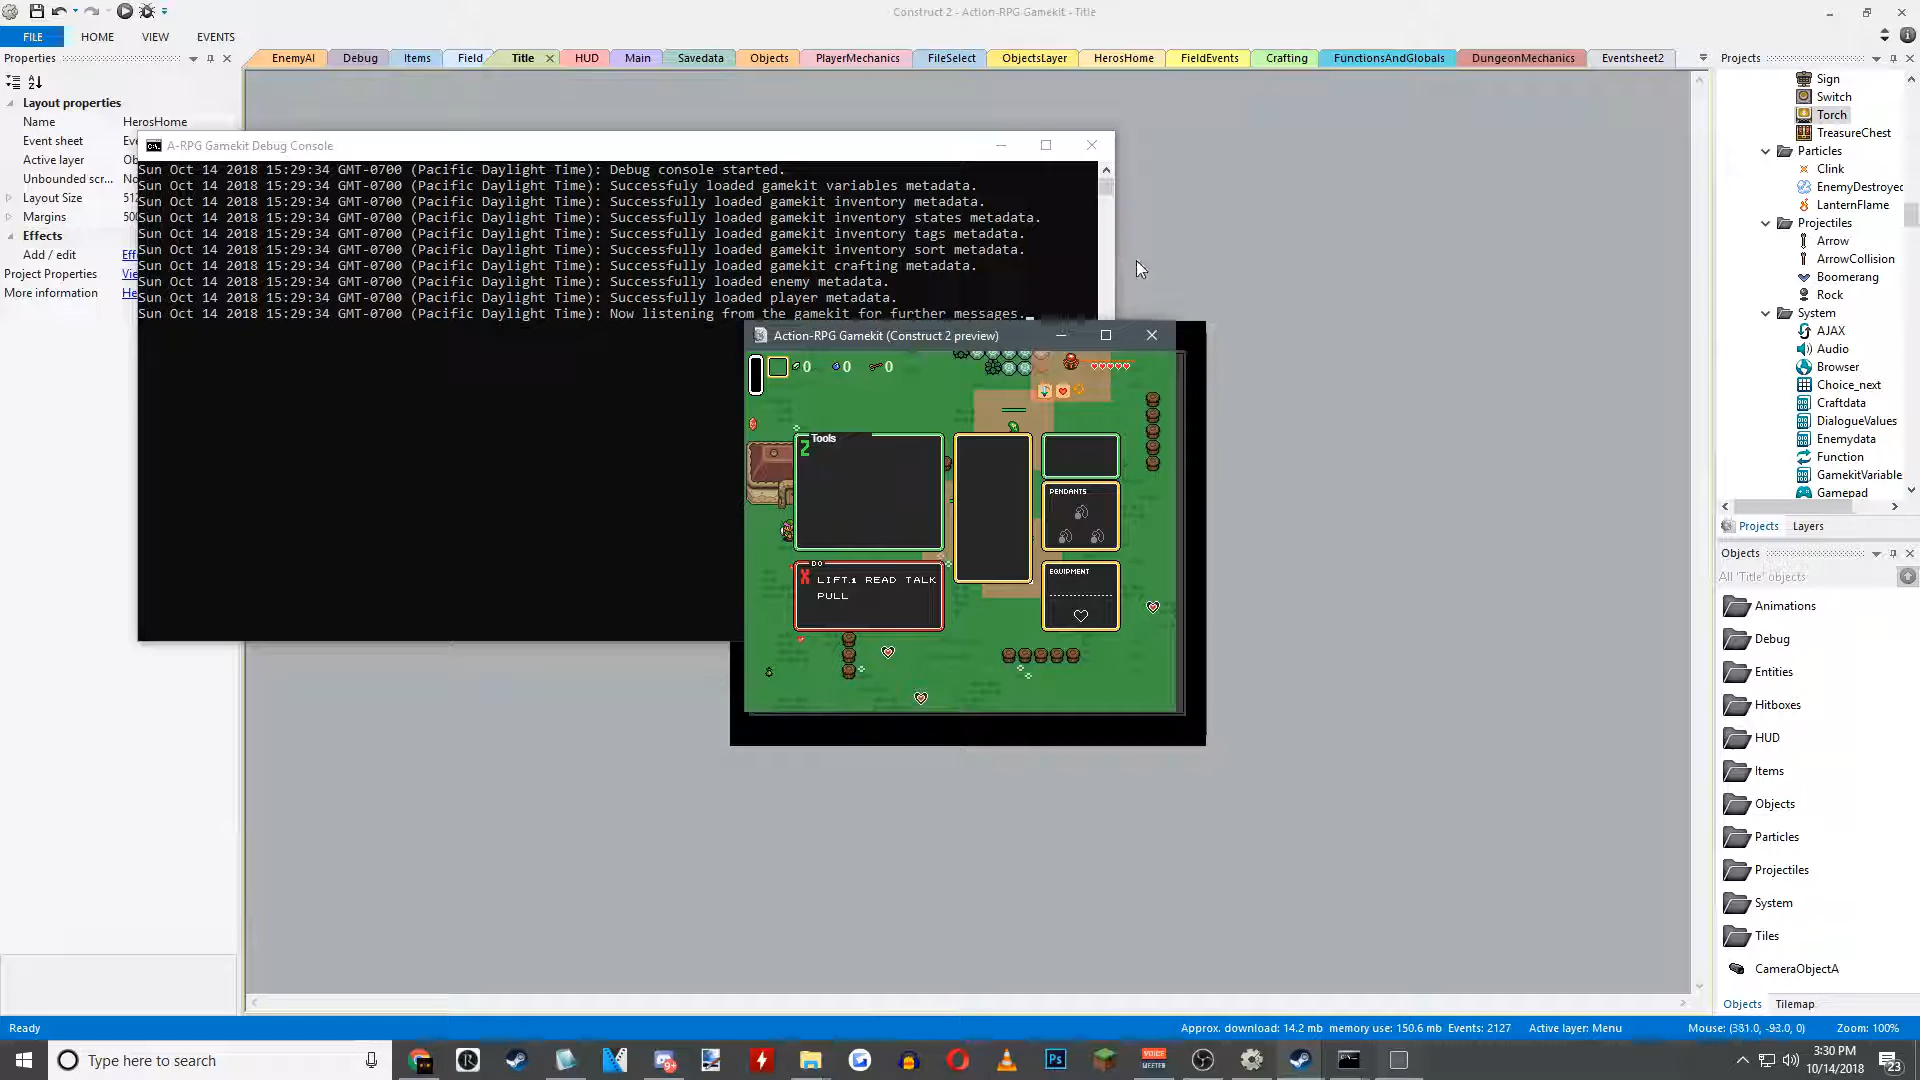 Construct 2 - Action-RPG Gamekit - Title
FILE HOME VIEW EVENTS
Properties
EnemyAI Debug Items Field Title HUD Main Savedata Objects PlayerMechanics FileSelect ObjectsLayer HerosHome FieldEvents Crafting FunctionsAndGlobals DungeonMechanics Eventsheet2
Layout properties
Name HerosHome
Event sheet Eve
Active layer Ob
Unbounded scr... No
Layout Size 512
Margins 500
Effects
Add / edit Eff
Project Properties Vie
More information He
A-RPG Gamekit Debug Console
Sun Oct 14 2018 15:29:34 GMT-0700 (Pacific Daylight Time): Debug console started.
Sun Oct 14 2018 15:29:34 GMT-0700 (Pacific Daylight Time): Successfuly loaded gamekit variables metadata.
Sun Oct 14 2018 15:29:34 GMT-0700 (Pacific Daylight Time): Successfully loaded gamekit inventory metadata.
Sun Oct 14 2018 15:29:34 GMT-0700 (Pacific Daylight Time): Successfully loaded gamekit inventory states metadata.
Sun Oct 14 2018 15:29:34 GMT-0700 (Pacific Daylight Time): Successfully loaded gamekit inventory tags metadata.
Sun Oct 14 2018 15:29:34 GMT-0700 (Pacific Daylight Time): Successfully loaded gamekit inventory sort metadata.
Sun Oct 14 2018 15:29:34 GMT-0700 (Pacific Daylight Time): Successfully loaded gamekit crafting metadata.
Sun Oct 14 2018 15:29:34 GMT-0700 (Pacific Daylight Time): Successfully loaded enemy metadata.
Sun Oct 14 2018 15:29:34 GMT-0700 (Pacific Daylight Time): Successfully loaded player metadata.
Sun Oct 14 2018 15:29:34 GMT-0700 (Pacific Daylight Time): Now listening from the gamekit for further messages._
Action-RPG Gamekit (Construct 2 preview)
0 0 0
Tools
Z
PENDANTS
DO
X LIFT.1 READ TALK
PULL
EQUIPMENT
Projects
Sign
Switch
Torch
TreasureChest
Particles
Clink
EnemyDestroyed
LanternFlame
Projectiles
Arrow
ArrowCollision
Boomerang
Rock
System
AJAX
Audio
Browser
Choice_next
Craftdata
DialogueValues
Enemydata
Function
GamekitVariable
Gamepad
Projects Layers
Objects
All 'Title' objects
Animations
Debug
Entities
Hitboxes
HUD
Items
Objects
Particles
Projectiles
System
Tiles
CameraObjectA
Objects Tilemap
Ready
Approx. download: 14.2 mb memory use: 150.6 mb Events: 2127 Active layer: Menu Mouse: (381.0, -93.0, 0) Zoom: 100%
Type here to search
3:30 PM
10/14/2018
23